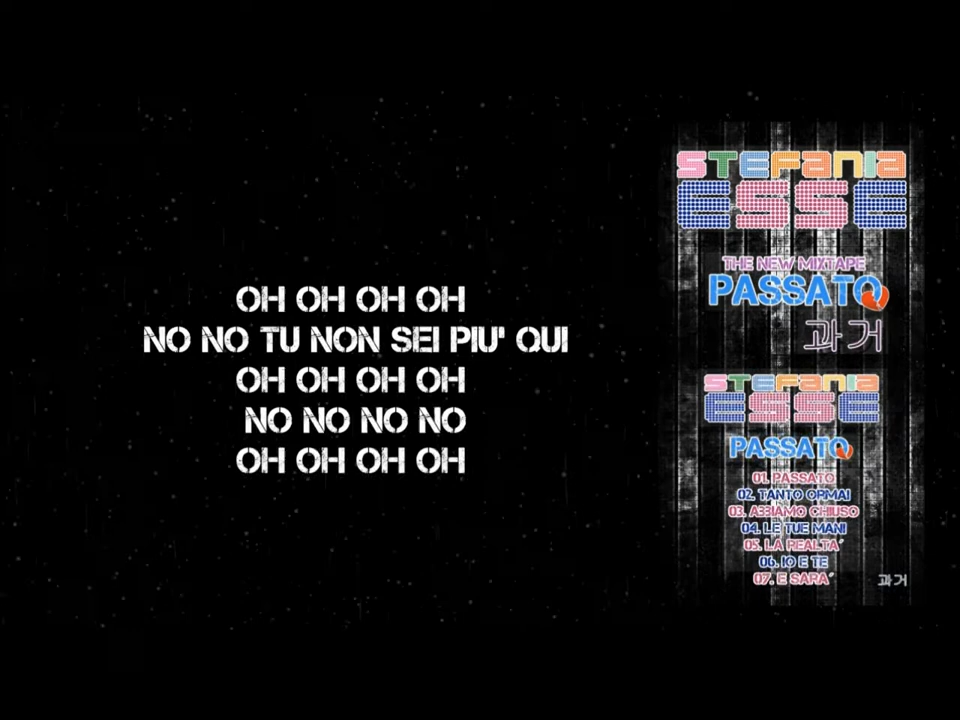 OH OH OH OH
NO NO TU NON SEI PIU' QUI
OH OH OH OH
NO NO NO NO
OH OH OH OH
STEFANIA
ESSE
THE NEW MIXTAPE
PASSATO
과거
STEFANIA
ESSE
PASSATO
01. PASSATO
02. TANTO ORMAI
03. ABBIAMO CHIUSO
04. LE TUE MANI
05. LA REALTA´
06. IO E TE
07. E SARA´
과거